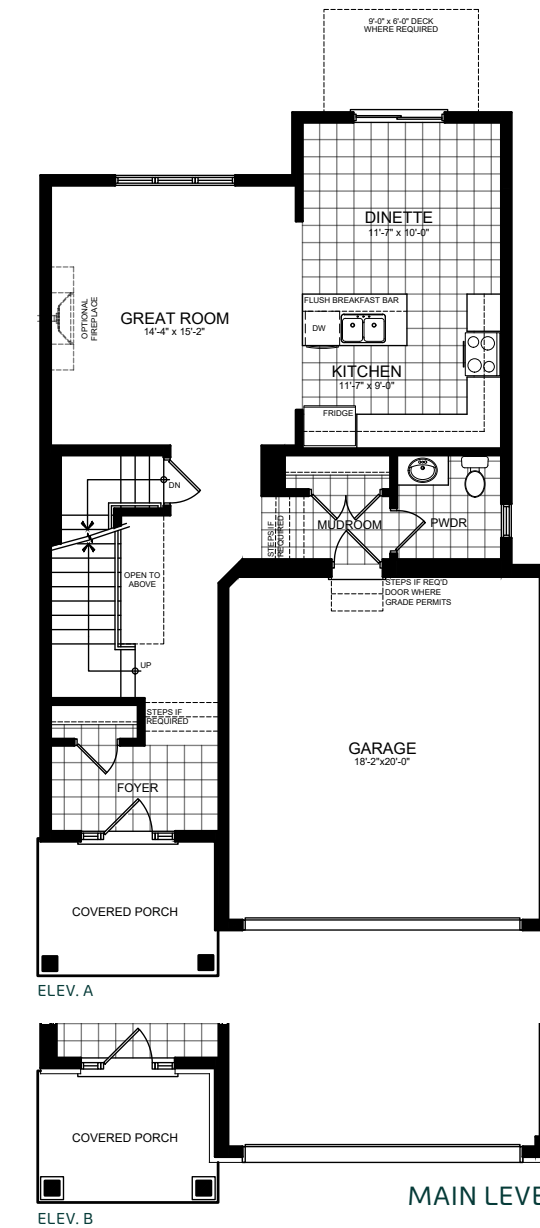 9'-0" x 6'-0" DECK
WHERE REQUIRED
DINETTE
11'-7" x 10'-0"
FLUSH BREAKFAST BAR
DW
GREAT ROOM
14'-4" x 15'-2"
OPTIONAL
FIREPLACE
KITCHEN
11'-7" x 9'-0"
FRIDGE
DN
MUDROOM
PWDR
STEPS IF
REQUIRED
OPEN TO
ABOVE
STEPS IF REQ'D
DOOR WHERE
GRADE PERMITS
UP
STEPS IF
REQUIRED
GARAGE
18'-2"x20'-0"
FOYER
COVERED PORCH
ELEV. A
COVERED PORCH
MAIN LEVE
ELEV. B